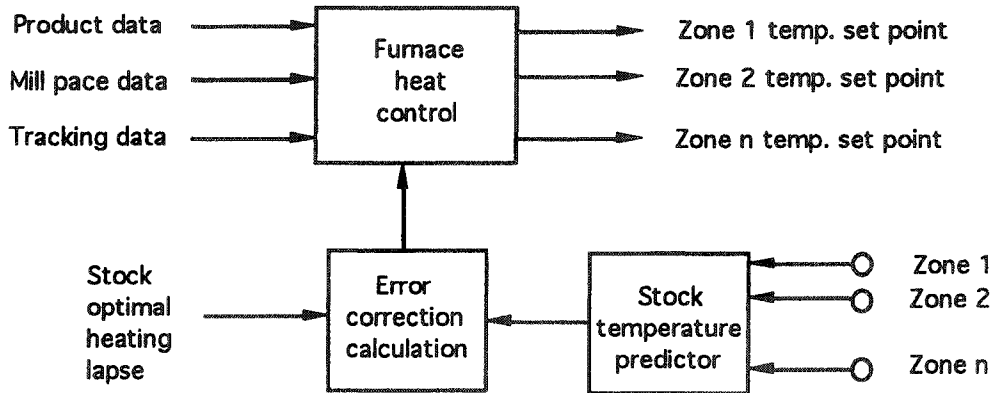 Product data
Mill pace data
Tracking data
Furnace
heat
control
Zone 1 temp. set point
Zone 2 temp. set point
Zone n temp. set point
Stock
optimal
heating
lapse
Error
correction
calculation
Stock
temperature
predictor
Zone 1
Zone 2
Zone n